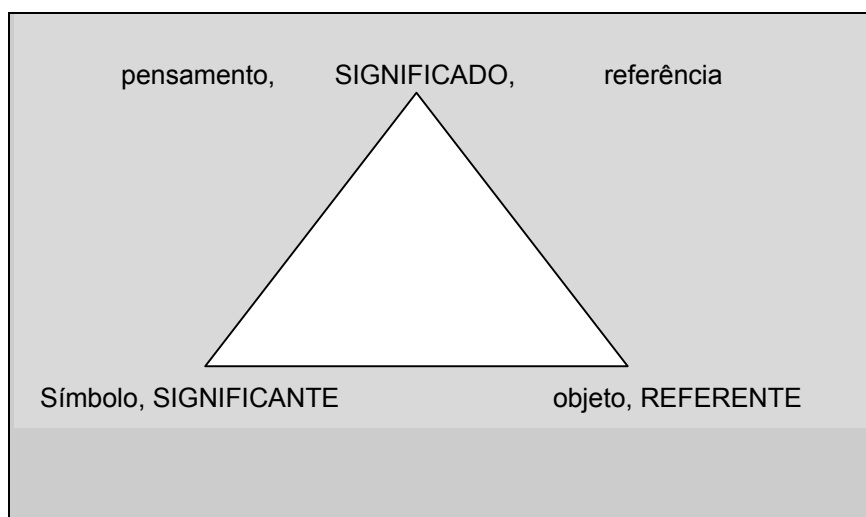 pensamento, SIGNIFICADO, referência
Símbolo, SIGNIFICANTE objeto, REFERENTE